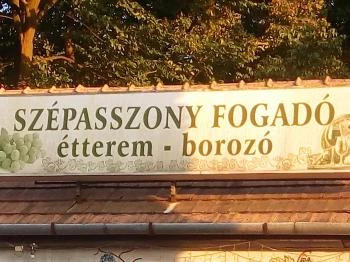 SZÉPASSZONY FOGADÓ
étterem - borozó